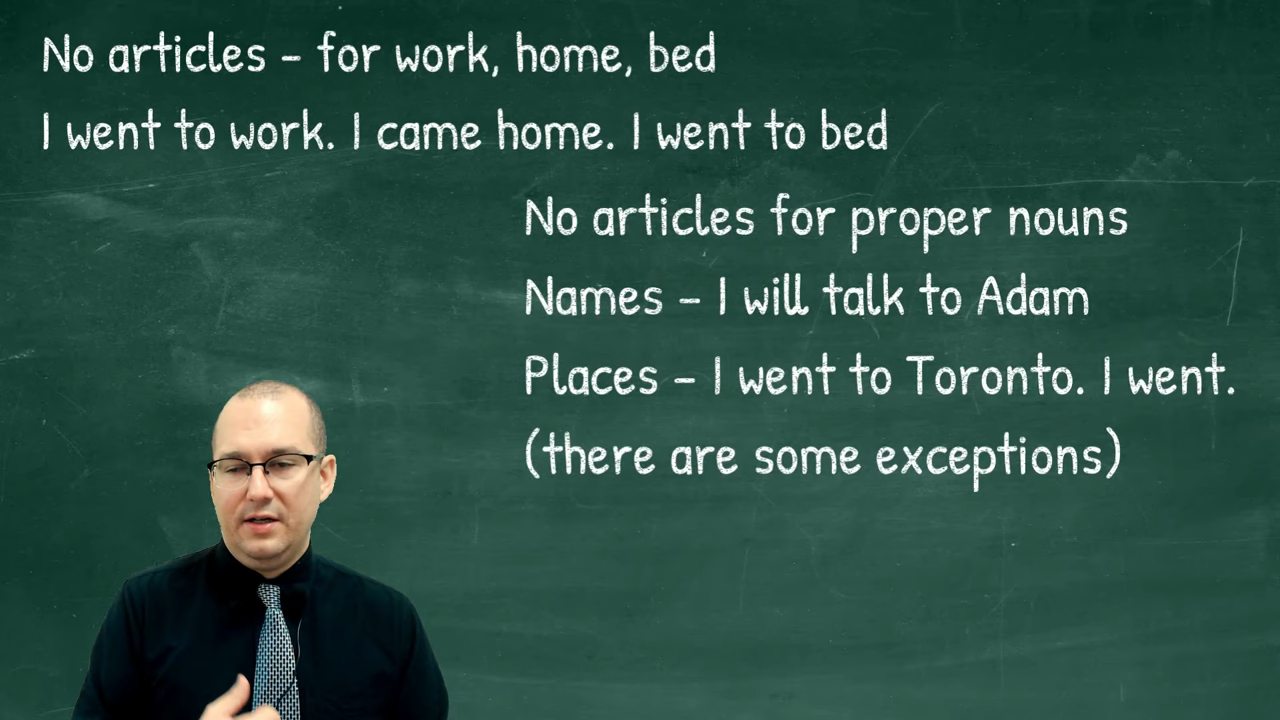 No articles – for work, home, bed
I went to work. I came home. I went to bed
No articles for proper nouns
Names – I will talk to Adam
Places – I went to Toronto. I went.
(there are some exceptions)